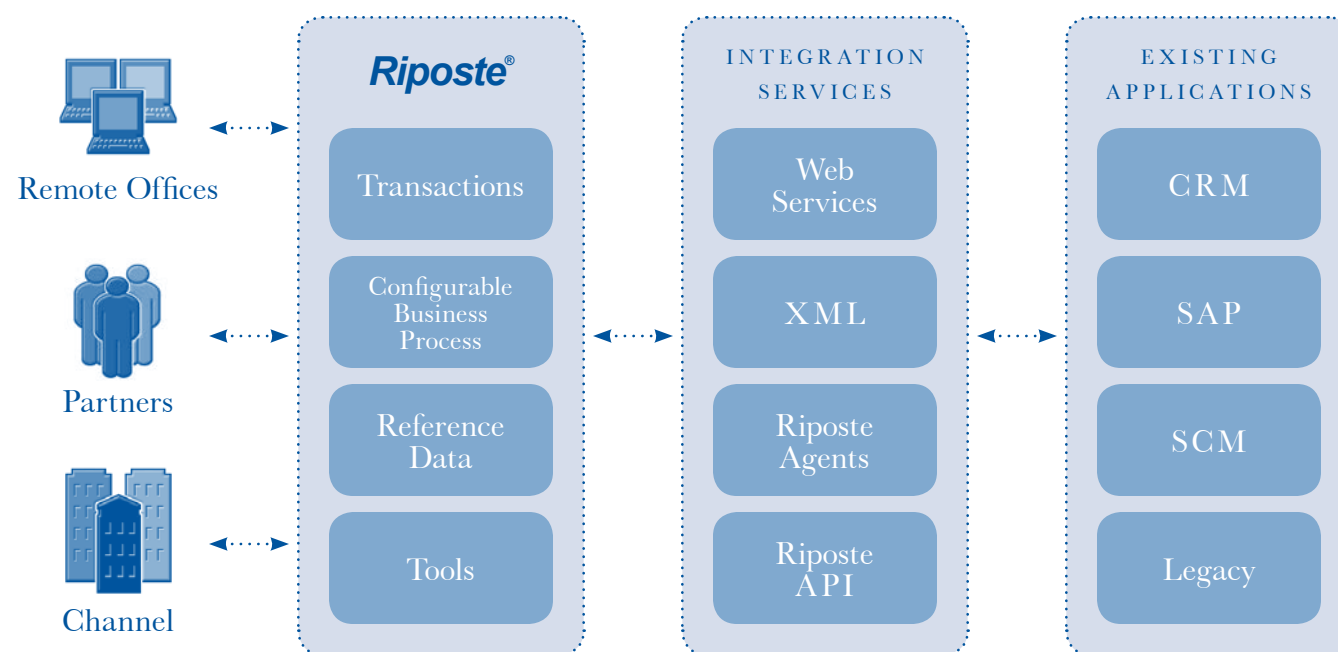 Remote Offices
Partners
Channel
Riposte®
Transactions
Configurable
Business
Process
Reference
Data
Tools
INTEGRATION
SERVICES
Web
Services
XML
Riposte
Agents
Riposte
API
EXISTING
APPLICATIONS
CRM
SAP
SCM
Legacy